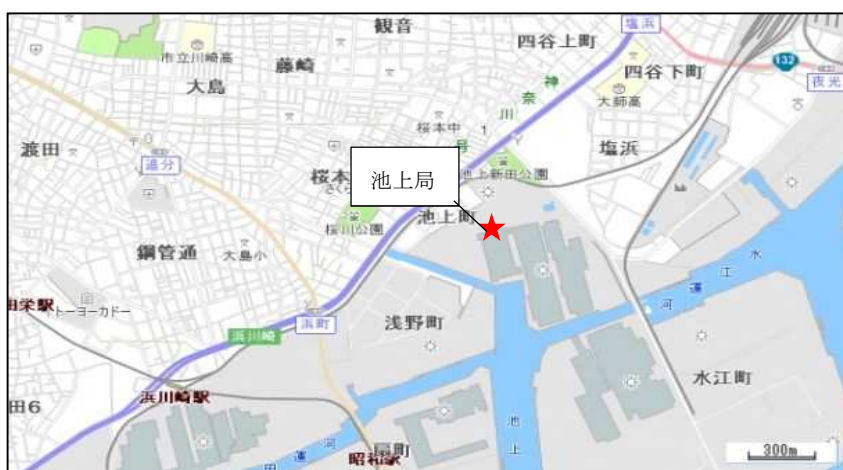 観音
塩浜
四谷上町
132
市立川崎高
藤崎
四谷下町
夜光
大島
神奈川1号
大師高
桜本中
渡田
追分
塩浜
桜本
池上新田公園
池上局
池上町
桜川公園
鋼管通
大島小
水江運河
田栄駅
トーヨーカドー
浜川崎
浜町
浅野町
水江町
浜川崎駅
田6
池上
田運河
昭和駅
300m